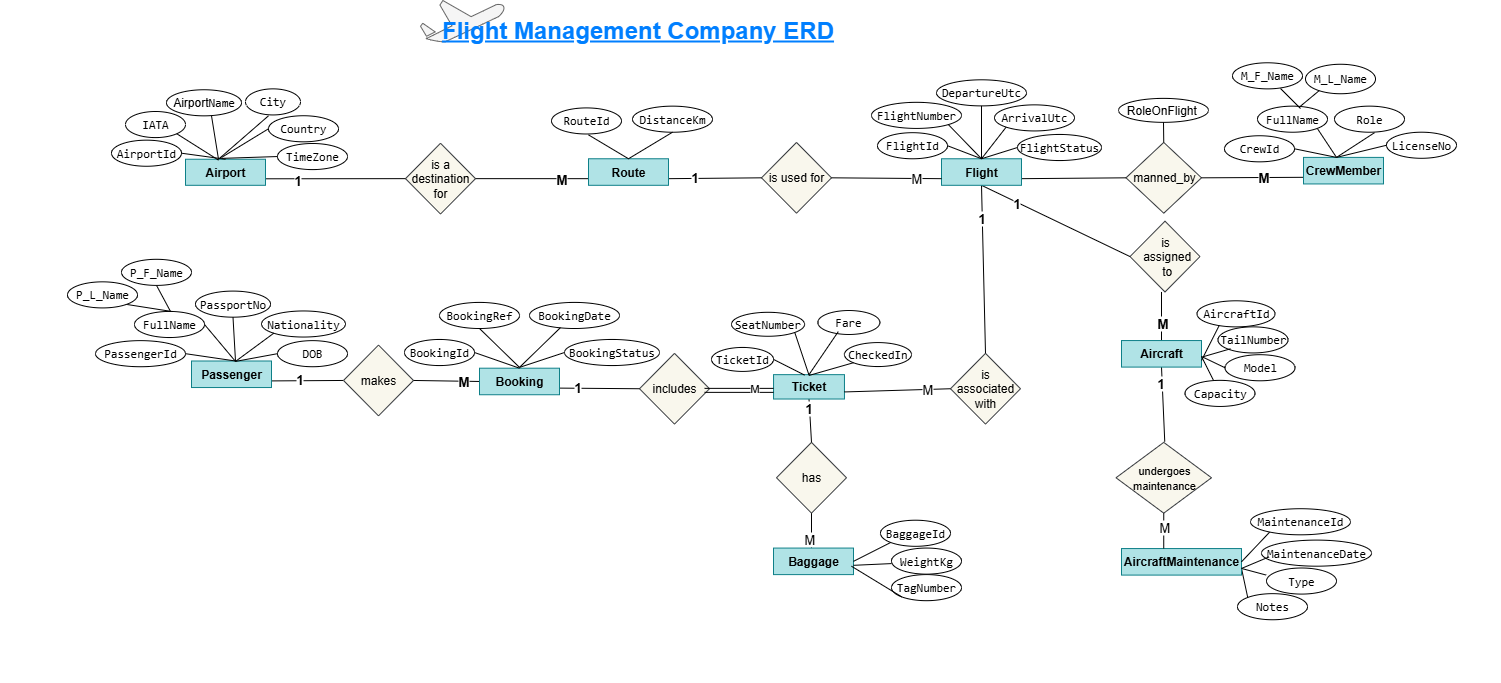 Flight Management Company ERD
M_F_Name
M_L_Name
DepartureUtc
AirportName
City
RoleOnFlight
FlightNumber
ArrivalUtc
RouteId
DistanceKm
FullName
Role
IATA
Country
FlightId
FlightStatus
CrewId
LicenseNo
AirportId
TimeZone
Airport
1
is a
destination
for
M
Route
1
is used for
M
Flight
manned_by
M
CrewMember
1
1
is
assigned
to
P_F_Name
P_L_Name
PassportNo
FullName
Nationality
PassengerId
DOB
BookingRef
BookingDate
BookingId
BookingStatus
SeatNumber
Fare
TicketId
CheckedIn
M
AircraftId
TailNumber
Model
Capacity
Aircraft
Passenger
1
makes
M
Booking
1
includes
M
Ticket
M
is
associated
with
1
1
has
undergoes
maintenance
M
M
BaggageId
WeightKg
TagNumber
Baggage
MaintenanceId
MaintenanceDate
Type
Notes
AircraftMaintenance